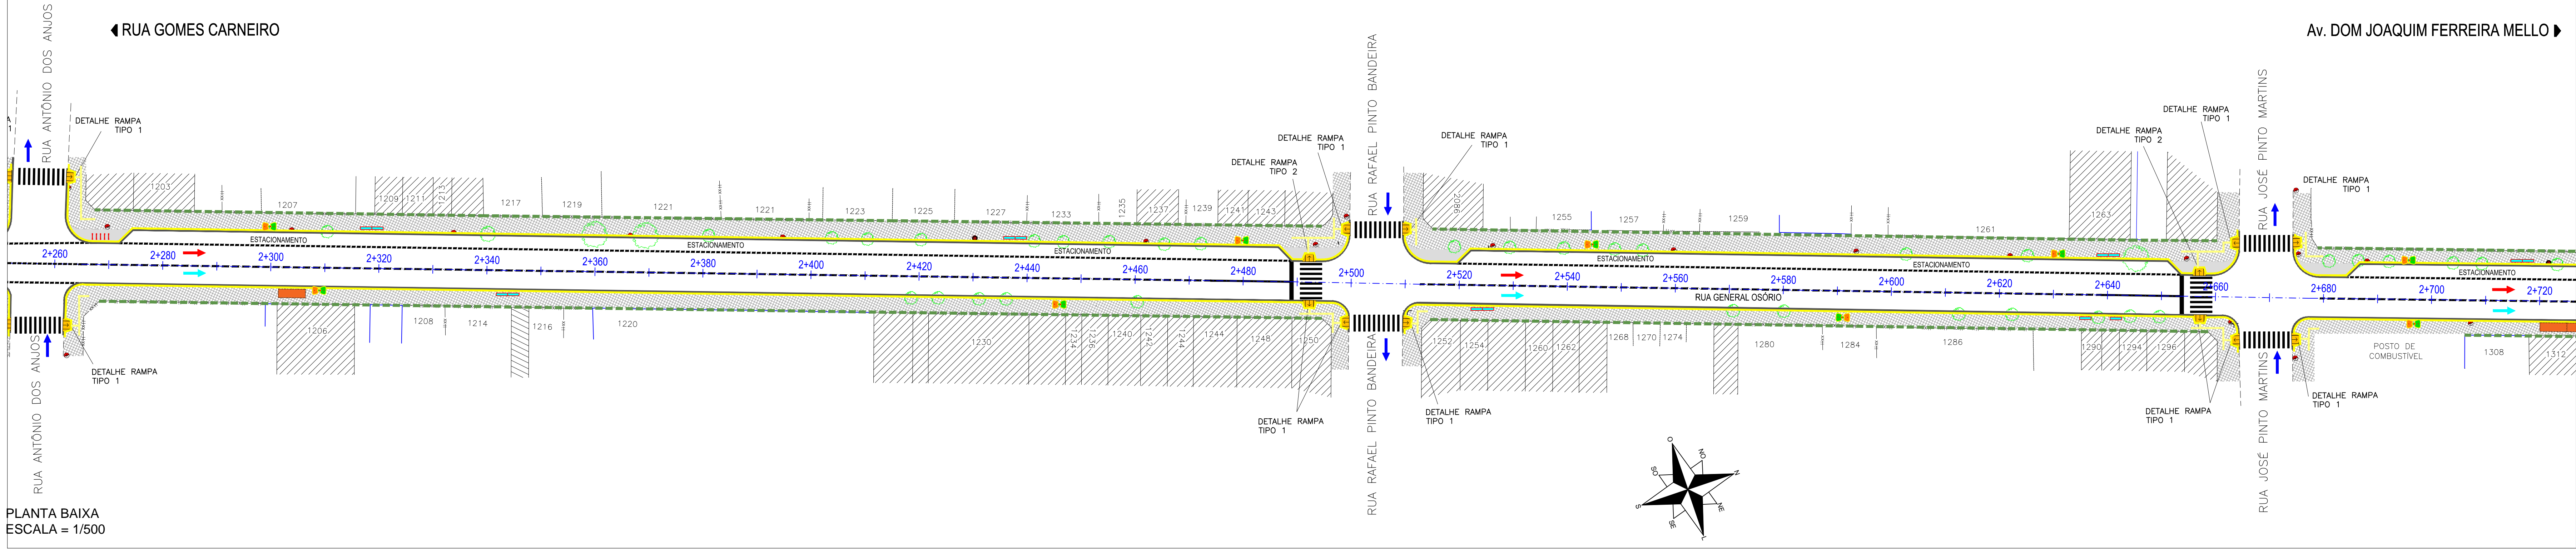 RUA GOMES CARNEIRO
Av. DOM JOAQUIM FERREIRA MELLO
RUA ANTÔNIO DOS ANJOS
RUA RAFAEL PINTO BANDEIRA
RUA JOSÉ PINTO MARTINS
DETALHE RAMPA
TIPO 1
DETALHE RAMPA
TIPO 1
DETALHE RAMPA
TIPO 2
DETALHE RAMPA
TIPO 1
DETALHE RAMPA
TIPO 1
DETALHE RAMPA
TIPO 2
DETALHE RAMPA
TIPO 1
1203
1207
1209
1211
1213
1217
1219
1221
1221
1223
1225
1227
1233
1235
1237
1239
1241
1243
2086
1255
1257
1259
1261
1263
ESTACIONAMENTO
ESTACIONAMENTO
ESTACIONAMENTO
ESTACIONAMENTO
ESTACIONAMENTO
ESTACIONAMENTO
2+260
2+280
2+300
2+320
2+340
2+360
2+380
2+400
2+420
2+440
2+460
2+480
2+500
2+520
2+540
2+560
2+580
2+600
2+620
2+640
2+660
2+680
2+700
2+720
RUA GENERAL OSÓRIO
1206
1208
1214
1216
1220
1230
1234
1236
1240
1242
1244
1244
1248
1250
1252
1254
1260
1262
1268
1270
1274
1280
1284
1286
1290
1294
1296
POSTO DE
COMBUSTÍVEL
1308
1312
DETALHE RAMPA
TIPO 1
DETALHE RAMPA
TIPO 1
DETALHE RAMPA
TIPO 1
DETALHE RAMPA
TIPO 1
DETALHE RAMPA
TIPO 1
RUA ANTÔNIO DOS ANJOS
RUA RAFAEL PINTO BANDEIRA
RUA JOSÉ PINTO MARTINS
O
NO
N
NE
L
SE
S
SO
PLANTA BAIXA
ESCALA = 1/500